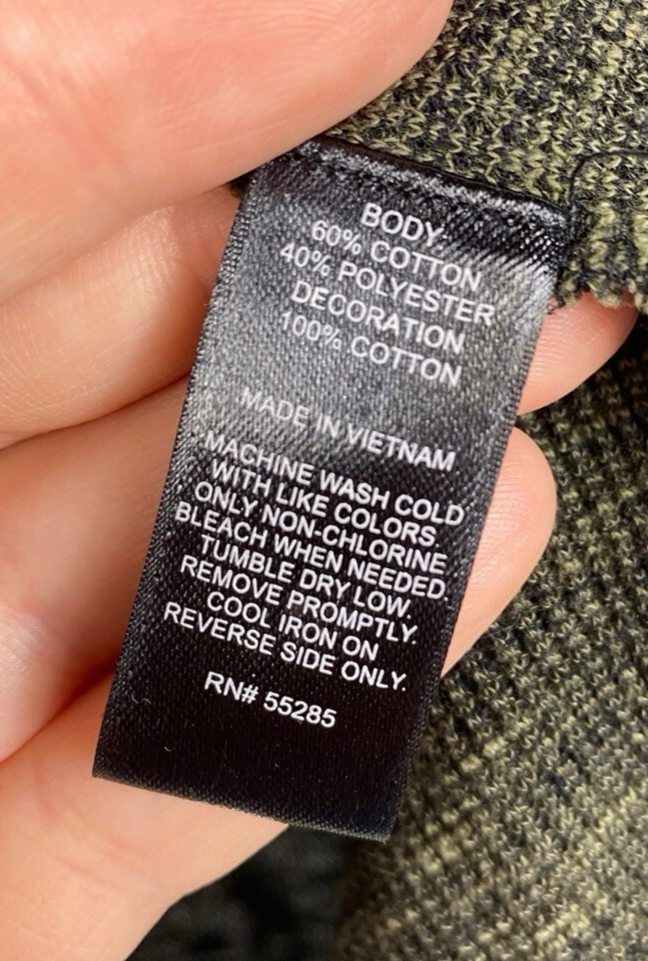 BODY:
60% COTTON
40% POLYESTER
DECORATION
100% COTTON
MADE IN VIETNAM
MACHINE WASH COLD
WITH LIKE COLORS
ONLY NON-CHLORINE
BLEACH WHEN NEEDED.
TUMBLE DRY LOW.
REMOVE PROMPTLY.
COOL IRON ON
REVERSE SIDE ONLY.
RN# 55285